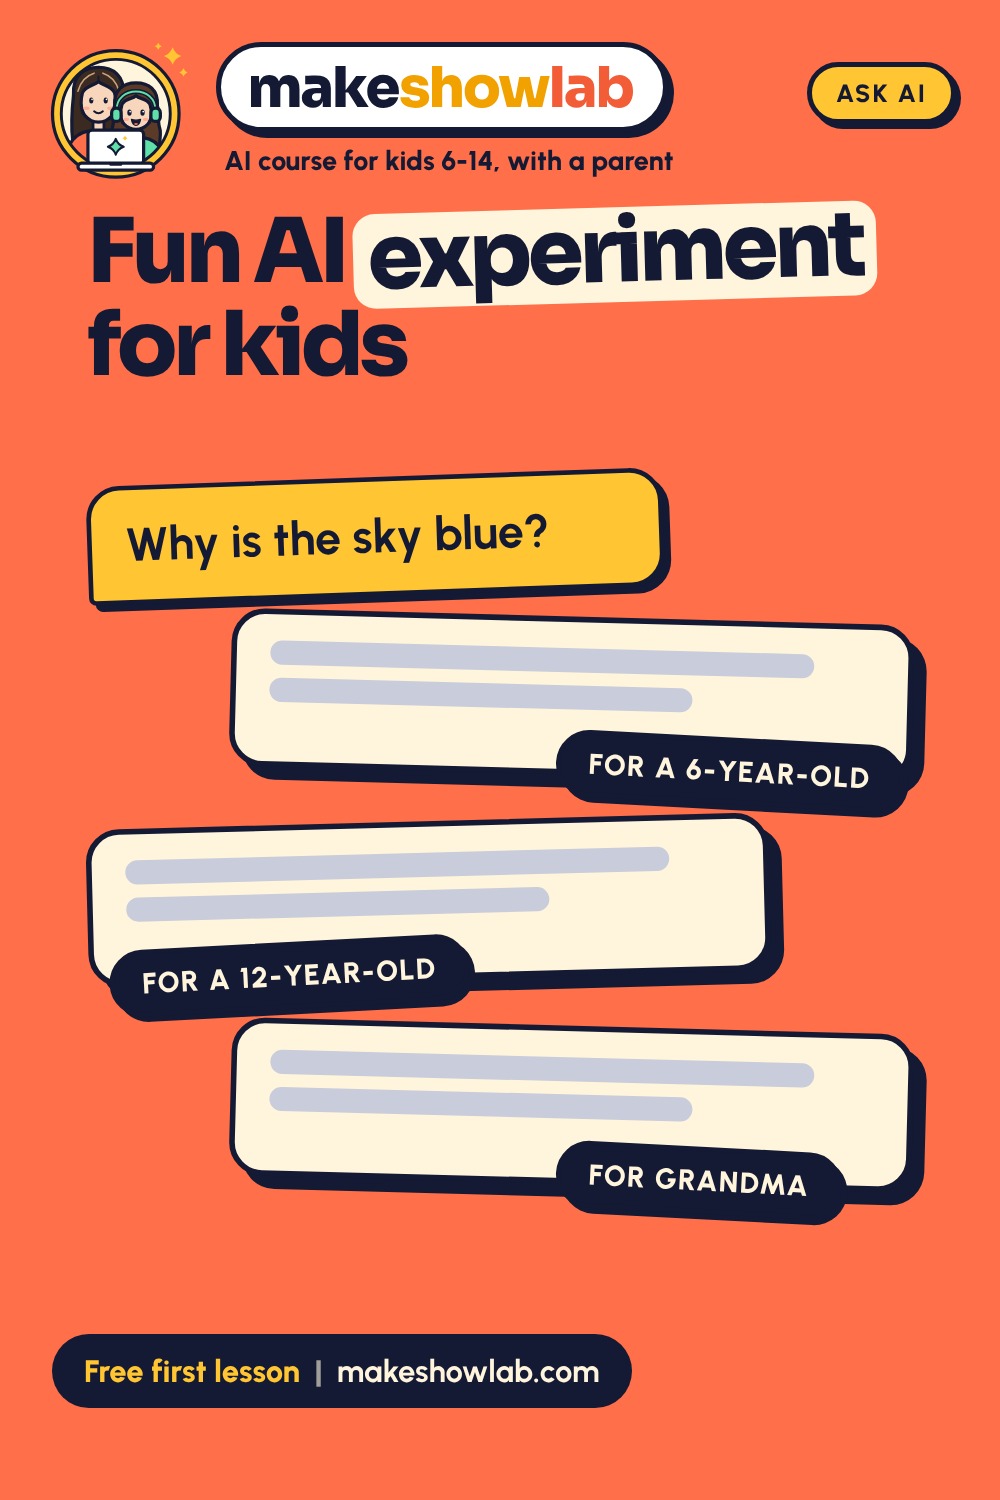 makeshowlab
ASK AI
AI course for kids 6-14, with a parent
Fun AI experiment
for kids
Why is the sky blue?
FOR A 6-YEAR-OLD
FOR A 12-YEAR-OLD
FOR GRANDMA
Free first lesson | makeshowlab.com